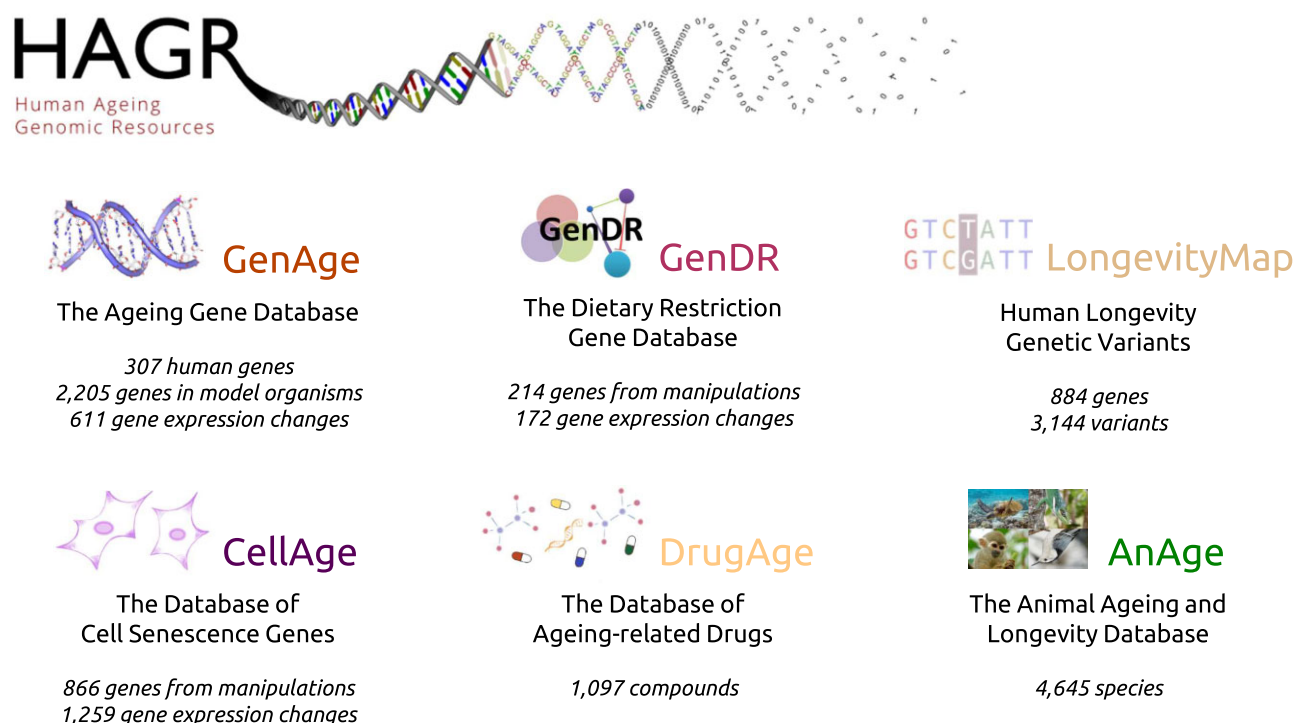 HAGR
Human Ageing
Genomic Resources
GenDR
GenAge
GenDR
GTCTATT
GTCGATT
LongevityMap
The Ageing Gene Database
307 human genes
2,205 genes in model organisms
611 gene expression changes
The Dietary Restriction
Gene Database
214 genes from manipulations
172 gene expression changes
Human Longevity
Genetic Variants
884 genes
3,144 variants
CellAge
The Database of
Cell Senescence Genes
866 genes from manipulations
1,259 gene expression changes
DrugAge
The Database of
Ageing-related Drugs
1,097 compounds
AnAge
The Animal Ageing and
Longevity Database
4,645 species